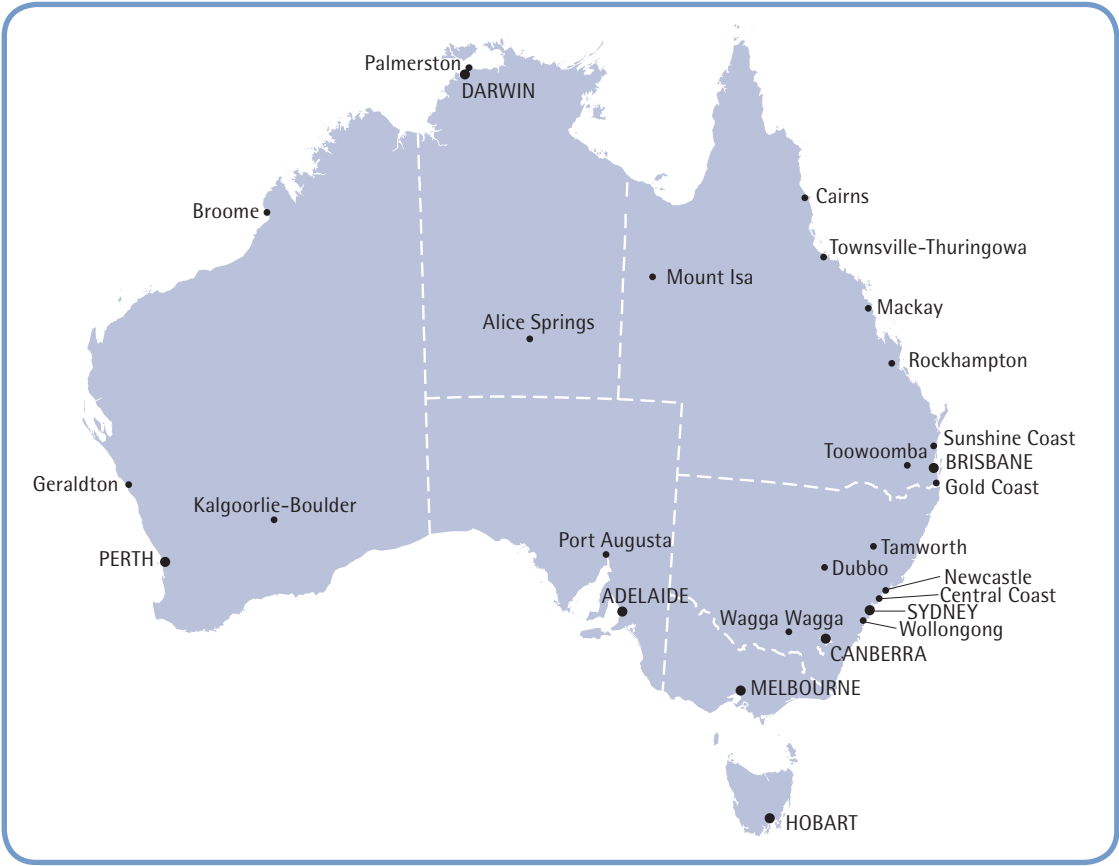 Palmerston
DARWIN
Broome
Cairns
Townsville-Thuringowa
Mount Isa
Mackay
Alice Springs
Rockhampton
Sunshine Coast
Toowoomba
BRISBANE
Geraldton
Gold Coast
Kalgoorlie-Boulder
Port Augusta
Tamworth
PERTH
Dubbo
Newcastle
Central Coast
ADELAIDE
SYDNEY
Wagga Wagga
Wollongong
CANBERRA
MELBOURNE
HOBART